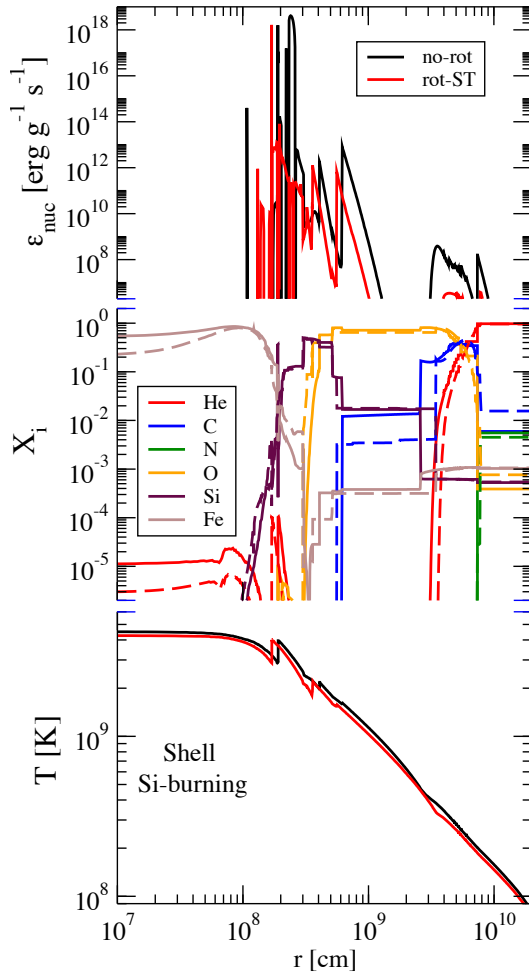 10^18
10^16
10^14
10^12
10^10
10^8
ε_nuc [erg g^-1 s^-1]
no-rot
rot-ST
10^0
10^-1
10^-2
10^-3
10^-4
10^-5
X_i
He
C
N
O
Si
Fe
10^9
10^8
T [K]
Shell
Si-burning
10^7 10^8 10^9 10^10
r [cm]